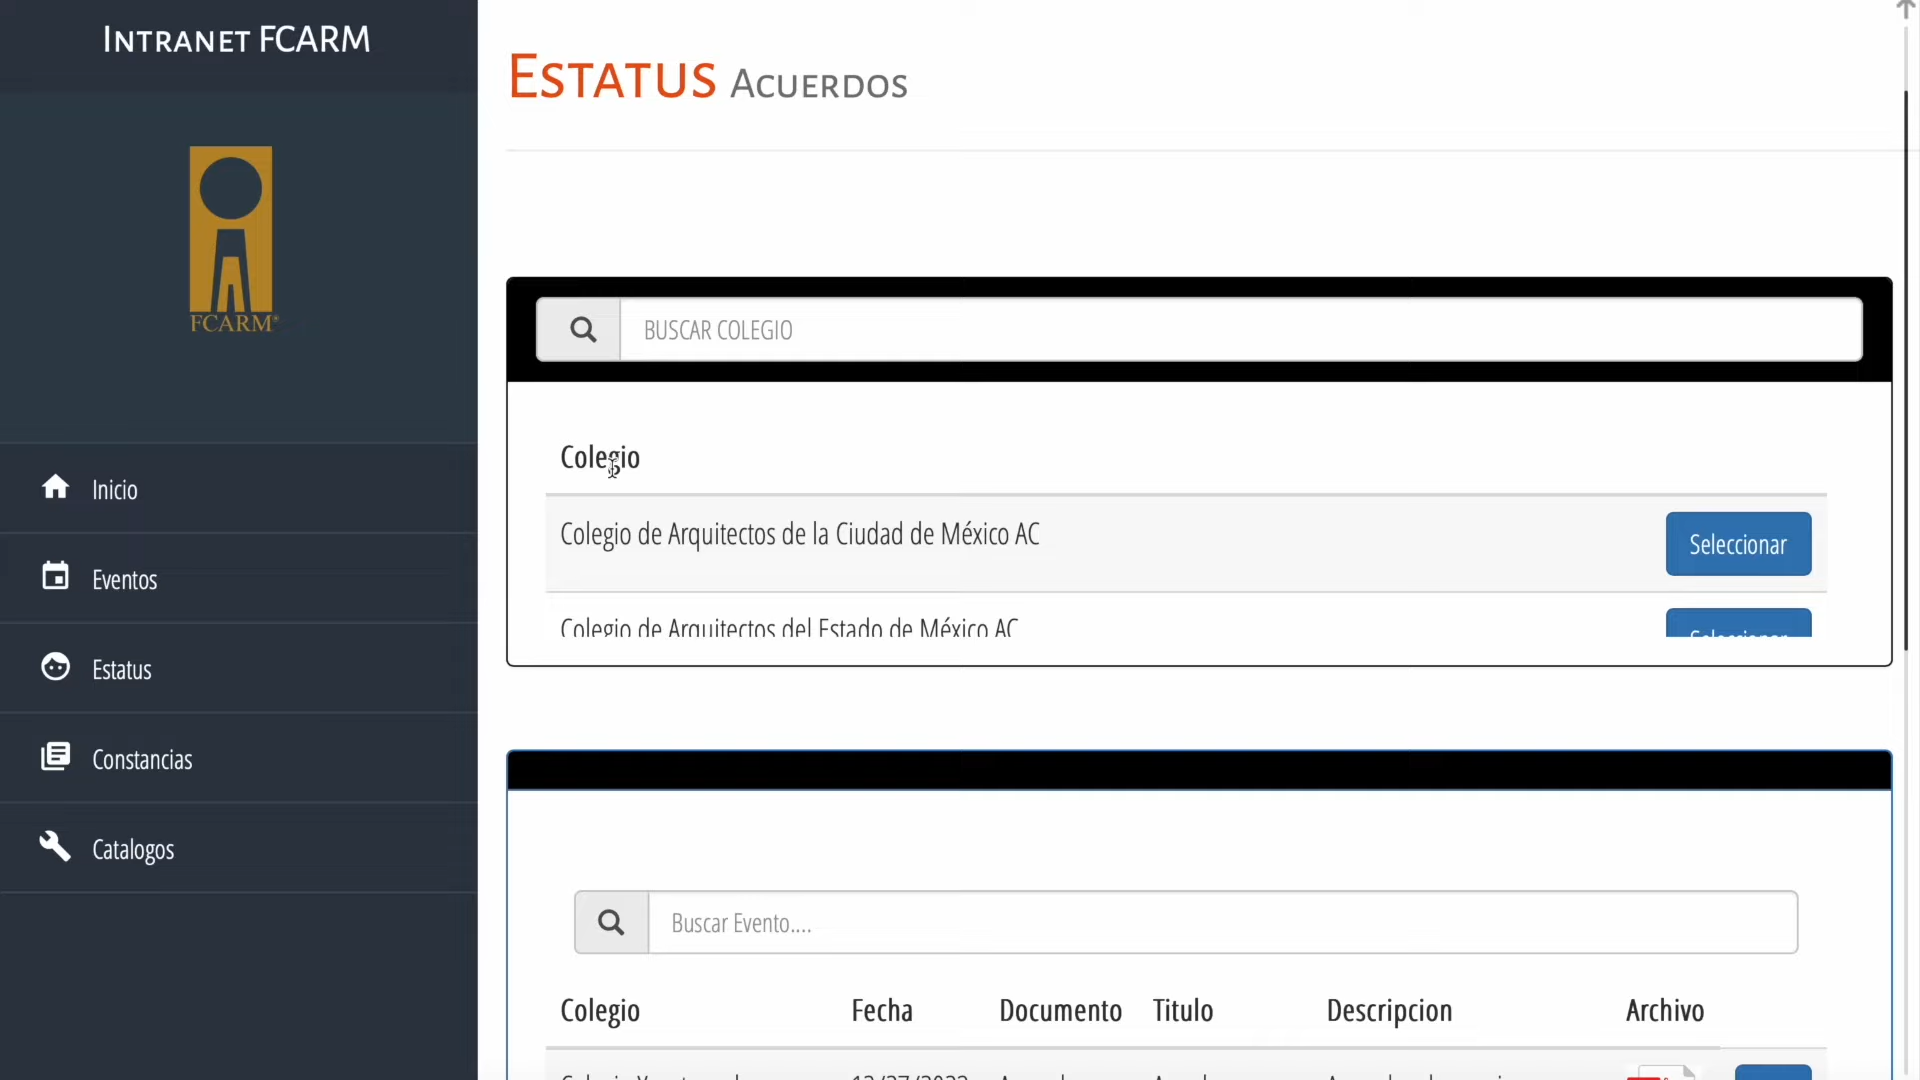 INTRANET FCARM
ESTATUS ACUERDOS
FCARM®
BUSCAR COLEGIO
Colegio
Inicio
Colegio de Arquitectos de la Ciudad de México AC
Seleccionar
Eventos
Colegio de Arquitectos del Estado de México AC
Seleccionar
Estatus
Constancias
Catalogos
Buscar Evento....
Colegio Fecha Documento Titulo Descripcion Archivo